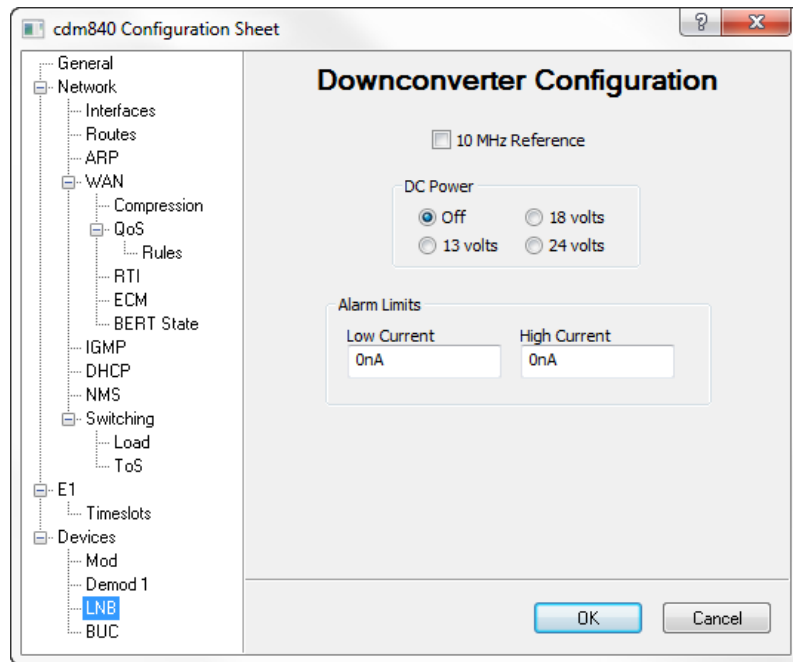 cdm840 Configuration Sheet
?
X
General
Network
Interfaces
Routes
ARP
WAN
Compression
QoS
Rules
RTI
ECM
BERT State
IGMP
DHCP
NMS
Switching
Load
ToS
E1
Timeslots
Devices
Mod
Demod 1
LNB
BUC
Downconverter Configuration
10 MHz Reference
DC Power
Off
18 volts
13 volts
24 volts
Alarm Limits
Low Current
High Current
0nA
0nA
OK
Cancel